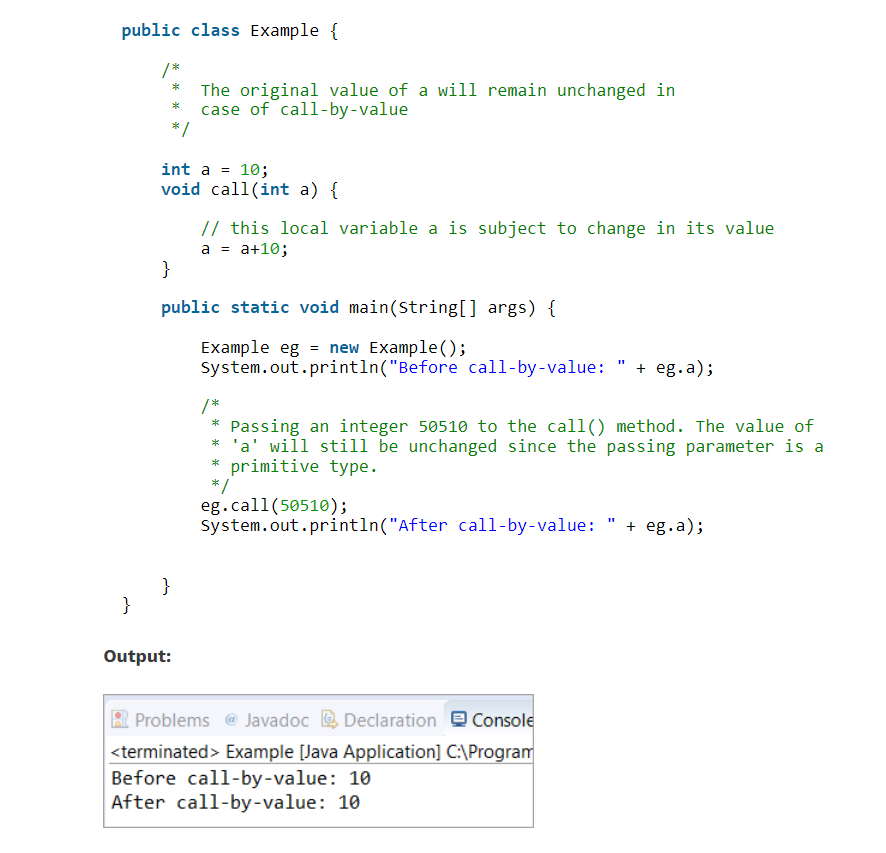 public class Example {
/*
* The original value of a will remain unchanged in
* case of call-by-value
*/
int a = 10;
void call(int a) {
// this local variable a is subject to change in its value
a = a+10;
}
public static void main(String[] args) {
Example eg = new Example();
System.out.println("Before call-by-value: " + eg.a);
/*
* Passing an integer 50510 to the call() method. The value of
* 'a' will still be unchanged since the passing parameter is a
* primitive type.
*/
eg.call(50510);
System.out.println("After call-by-value: " + eg.a);
}
}
Output:
Problems @ Javadoc Declaration Console
<terminated> Example [Java Application] C:\Program
Before call-by-value: 10
After call-by-value: 10